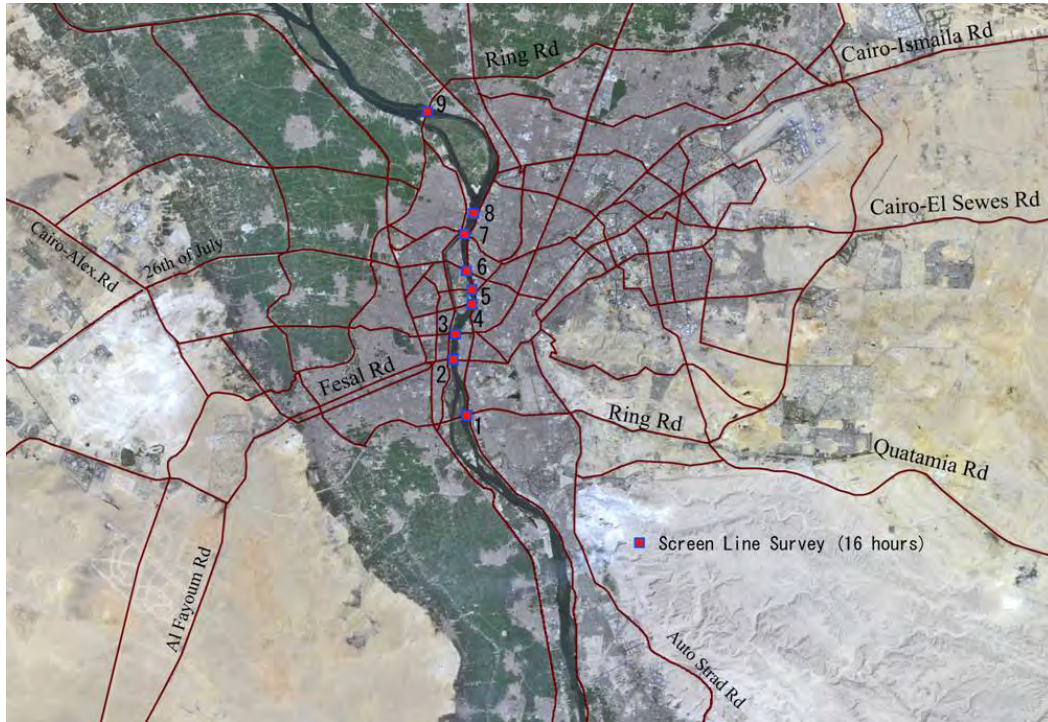 Ring Rd
Cairo-Ismaila Rd
9
8
Cairo-El Sewes Rd
7
Cairo-Alex.Rd
26th of July
6
5
4
3
2
Fesal Rd
1
Ring Rd
Quatamia Rd
Screen Line Survey (16 hours)
Al Fayoum Rd
Auto Strad Rd